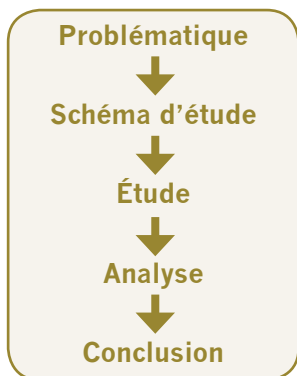 Problématique
Schéma d’étude
Étude
Analyse
Conclusion